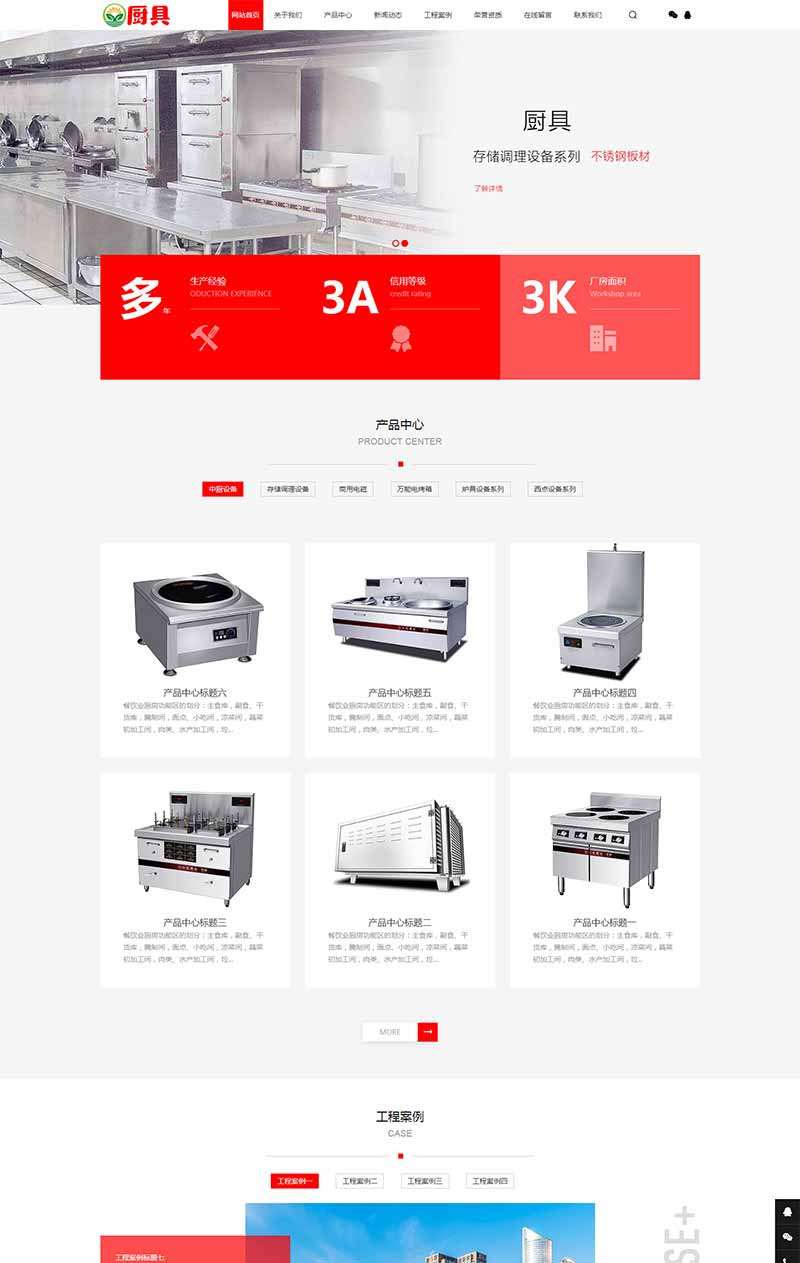 厨具
网站首页 关于我们 产品中心 新闻动态 工程案例 荣誉资质 在线留言 联系我们
厨具
存储调理设备系列 不锈钢板材
了解详情
多年 生产经验
ODUCTION EXPERIENCE
3A 信用等级
credit rating
3K 厂房面积
Workshop area
产品中心
PRODUCT CENTER
中厨设备 存储调理设备 商用电磁 万能电烤箱 炉具设备系列 西点设备系列
产品中心标题六
餐饮业厨房功能区的划分：主食库，副食、干
货库，腌制间，面点、小吃间，凉菜间，蔬菜
初加工间，肉类、水产加工间，垃...
产品中心标题五
餐饮业厨房功能区的划分：主食库，副食、干
货库，腌制间，面点、小吃间，凉菜间，蔬菜
初加工间，肉类、水产加工间，垃...
产品中心标题四
餐饮业厨房功能区的划分：主食库，副食、干
货库，腌制间，面点、小吃间，凉菜间，蔬菜
初加工间，肉类、水产加工间，垃...
产品中心标题三
餐饮业厨房功能区的划分：主食库，副食、干
货库，腌制间，面点、小吃间，凉菜间，蔬菜
初加工间，肉类、水产加工间，垃...
产品中心标题二
餐饮业厨房功能区的划分：主食库，副食、干
货库，腌制间，面点、小吃间，凉菜间，蔬菜
初加工间，肉类、水产加工间，垃...
产品中心标题一
餐饮业厨房功能区的划分：主食库，副食、干
货库，腌制间，面点、小吃间，凉菜间，蔬菜
初加工间，肉类、水产加工间，垃...
MORE
工程案例
CASE
工程案例一 工程案例二 工程案例三 工程案例四
SE+
工程案例标题七